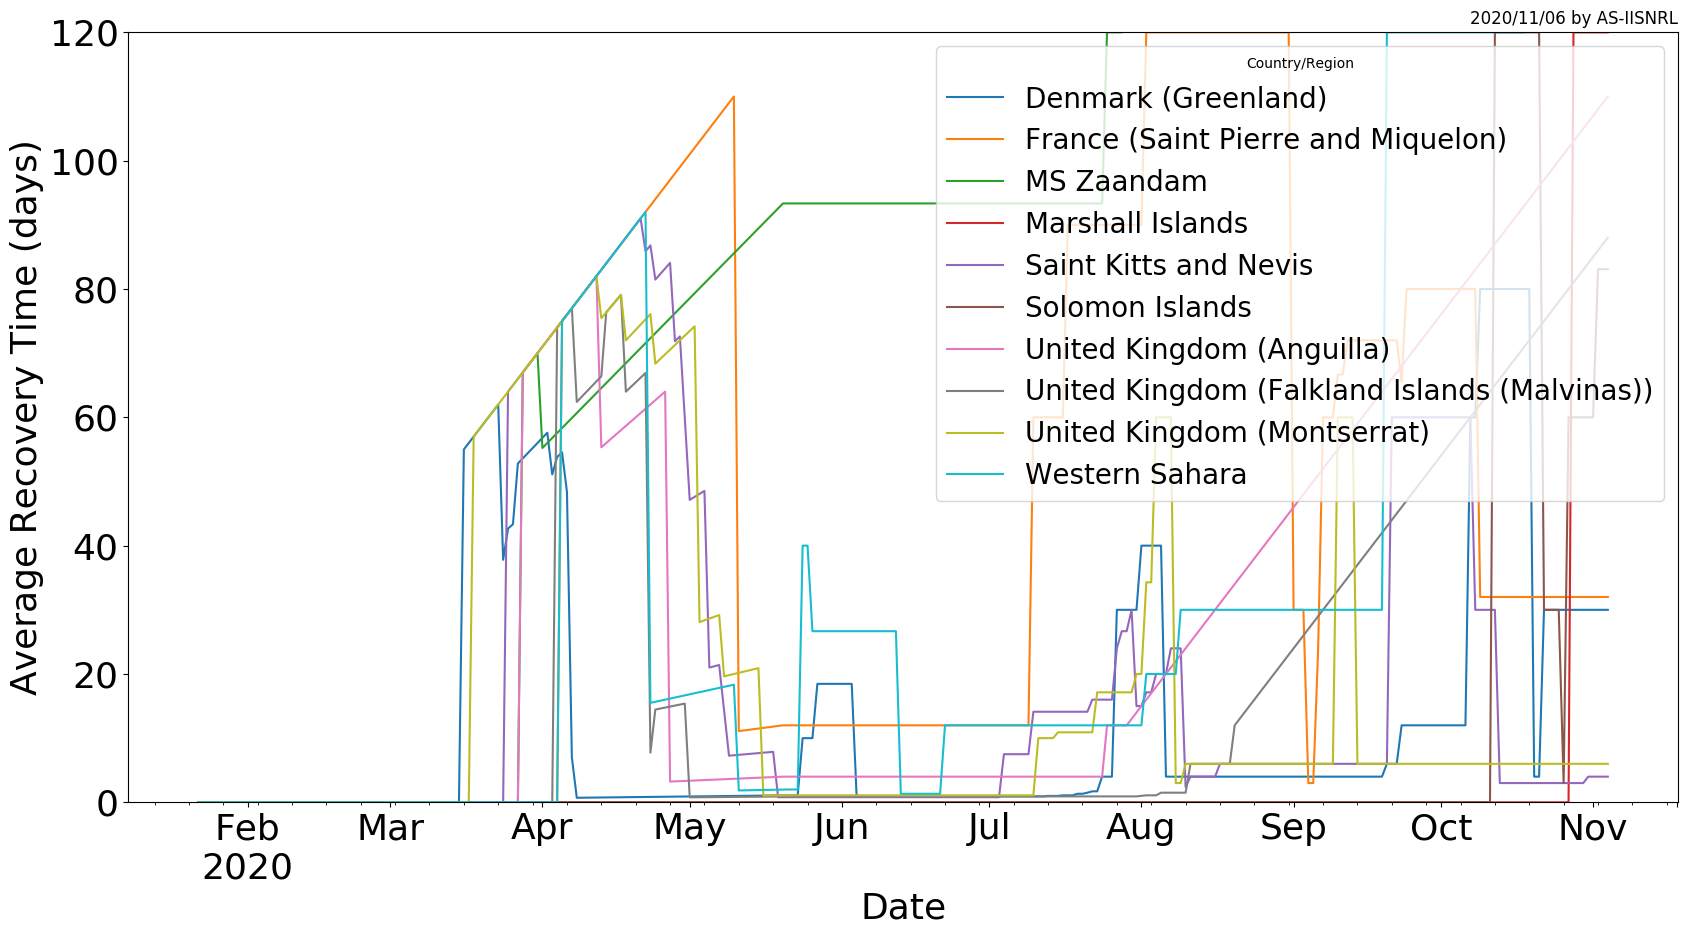 2020/11/06 by AS-IISNRL
120
100
80
60
40
20
0
Average Recovery Time (days)
Country/Region
Denmark (Greenland)
France (Saint Pierre and Miquelon)
MS Zaandam
Marshall Islands
Saint Kitts and Nevis
Solomon Islands
United Kingdom (Anguilla)
United Kingdom (Falkland Islands (Malvinas))
United Kingdom (Montserrat)
Western Sahara
Feb Mar Apr May Jun Jul Aug Sep Oct Nov
2020
Date